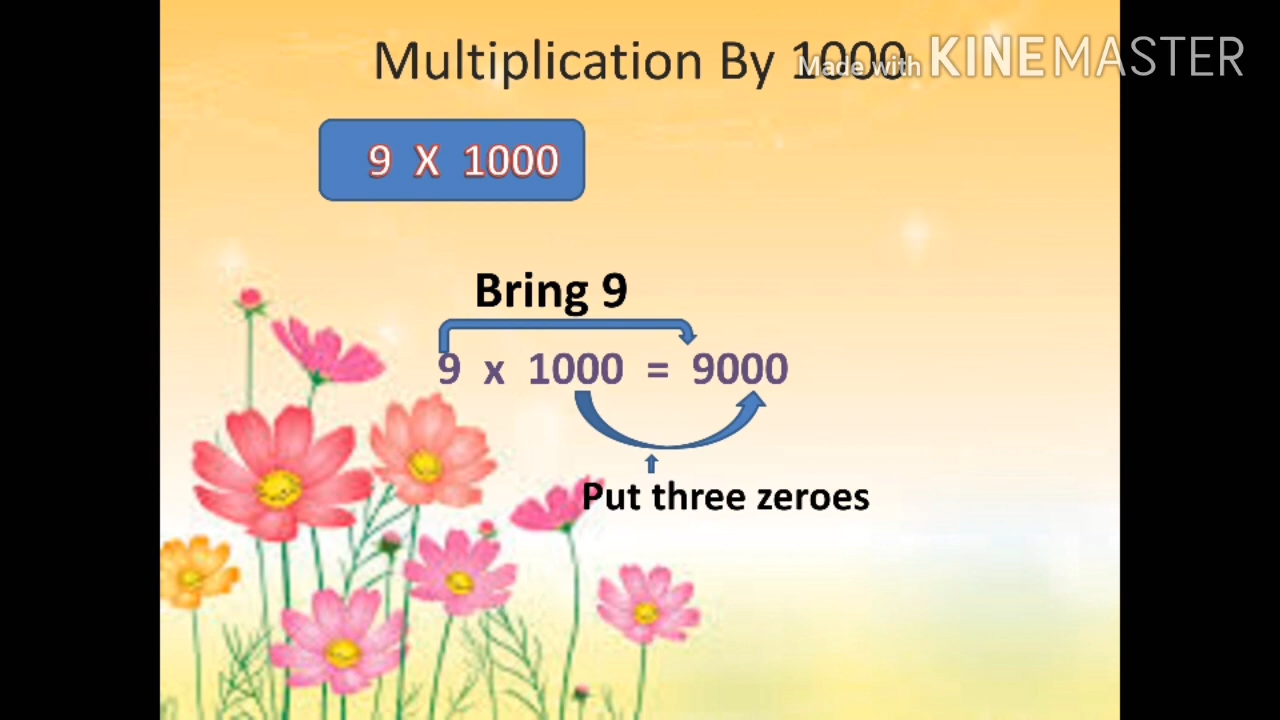 Multiplication By 1000
Made with KINEMASTER
9 X 1000
Bring 9
9 x 1000 = 9000
Put three zeroes